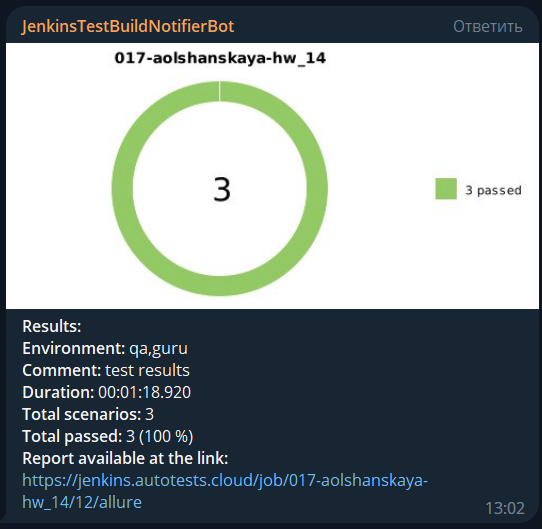 JenkinsTestBuildNotifierBot Ответить
017-aolshanskaya-hw_14
3
3 passed
Results:
Environment: qa,guru
Comment: test results
Duration: 00:01:18.920
Total scenarios: 3
Total passed: 3 (100 %)
Report available at the link:
https://jenkins.autotests.cloud/job/017-aolshanskaya-
hw_14/12/allure
13:02